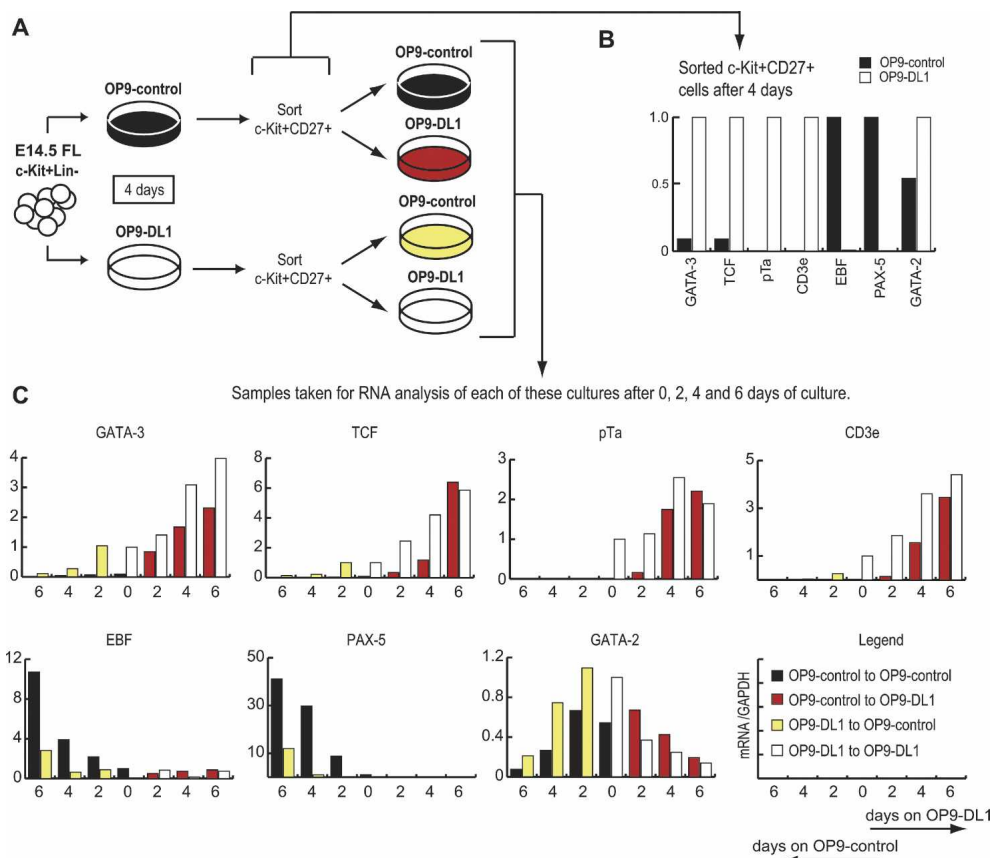 A
E14.5 FL
c-Kit+Lin-
OP9-control
4 days
OP9-DL1
Sort
c-Kit+CD27+
Sort
c-Kit+CD27+
OP9-control
OP9-DL1
OP9-control
OP9-DL1
B
OP9-control
OP9-DL1
Sorted c-Kit+CD27+
cells after 4 days
1.0
0.5
0
GATA-3
TCF
pTa
CD3e
EBF
PAX-5
GATA-2
Samples taken for RNA analysis of each of these cultures after 0, 2, 4 and 6 days of culture.
C
GATA-3
4
3
2
1
0
6 4 2 0 2 4 6
TCF
8
6
4
2
0
6 4 2 0 2 4 6
pTa
3
2
1
0
6 4 2 0 2 4 6
CD3e
5
3
1
0
6 4 2 0 2 4 6
EBF
12
8
4
0
6 4 2 0 2 4 6
PAX-5
50
30
10
6 4 2 0 2 4 6
GATA-2
1.2
0.8
0.4
0
6 4 2 0 2 4 6
Legend
mRNA/GAPDH
OP9-control to OP9-control
OP9-control to OP9-DL1
OP9-DL1 to OP9-control
OP9-DL1 to OP9-DL1
6 4 2 0 2 4 6
days on OP9-DL1
days on OP9-control